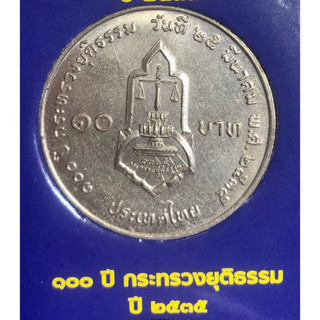 ๑๐๐ ปี กระทรวงยุติธรรม วันที่ ๒๕ มีนาคม พ.ศ.๒๕๓๕
๑๐ บาท
ประเทศไทย
๑๐๐ ปี กระทรวงยุติธรรม
ปี ๒๕๓๕